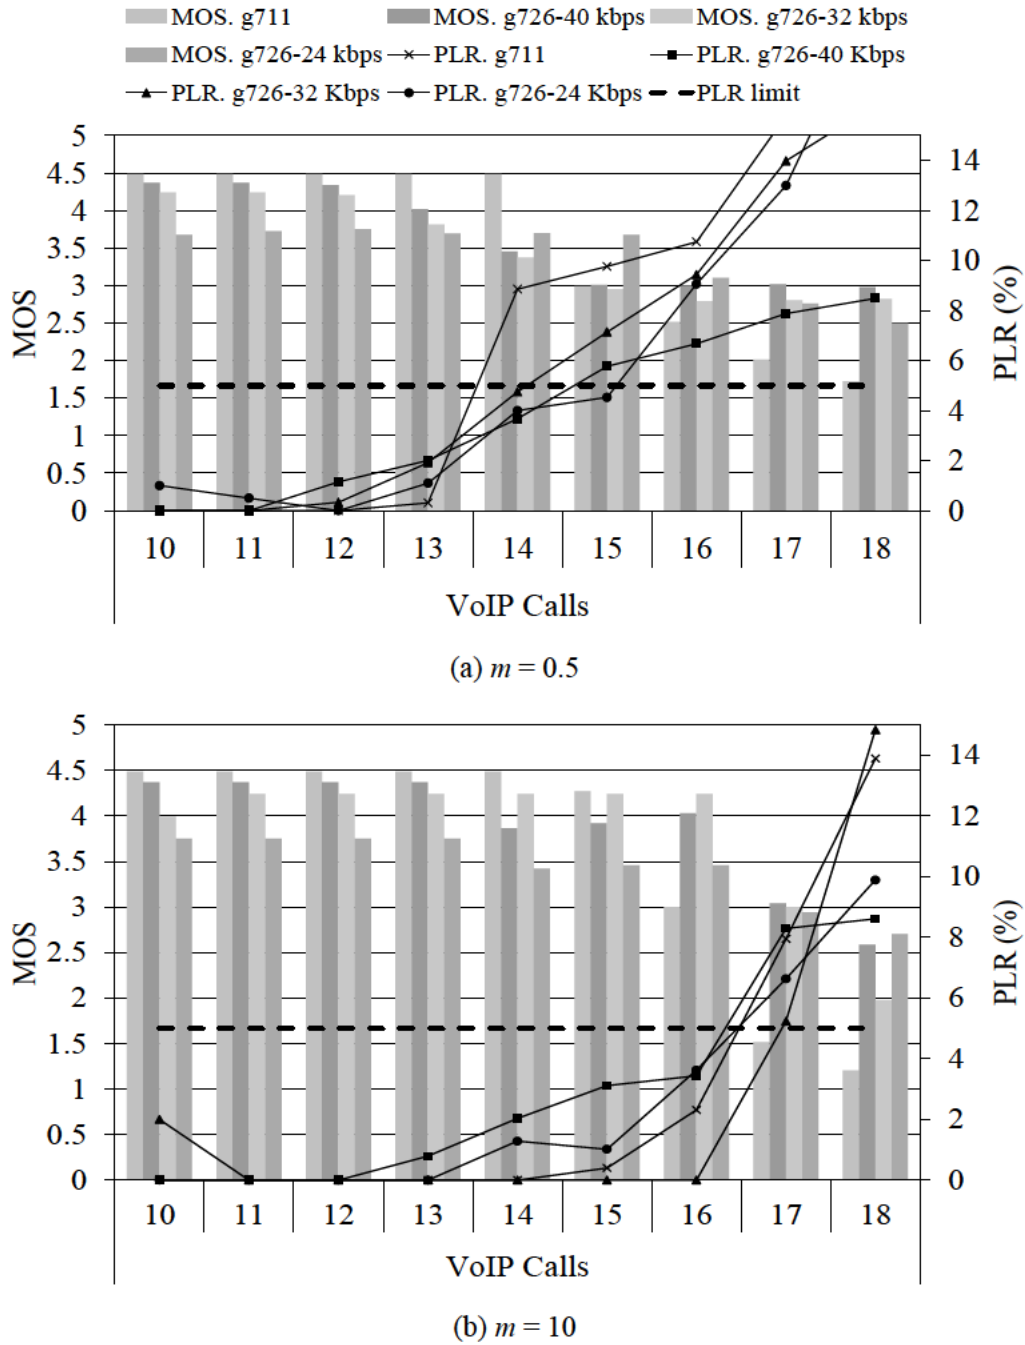 MOS. g711 MOS. g726-40 kbps MOS. g726-32 kbps
MOS. g726-24 kbps PLR. g711 PLR. g726-40 Kbps
PLR. g726-32 Kbps PLR. g726-24 Kbps PLR limit
5
4.5
4
3.5
3
2.5
2
1.5
1
0.5
0
MOS
14
12
10
8
6
4
2
0
PLR (%)
10 11 12 13 14 15 16 17 18
VoIP Calls
(a) m = 0.5
5
4.5
4
3.5
3
2.5
2
1.5
1
0.5
0
MOS
14
12
10
8
6
4
2
0
PLR (%)
10 11 12 13 14 15 16 17 18
VoIP Calls
(b) m = 10